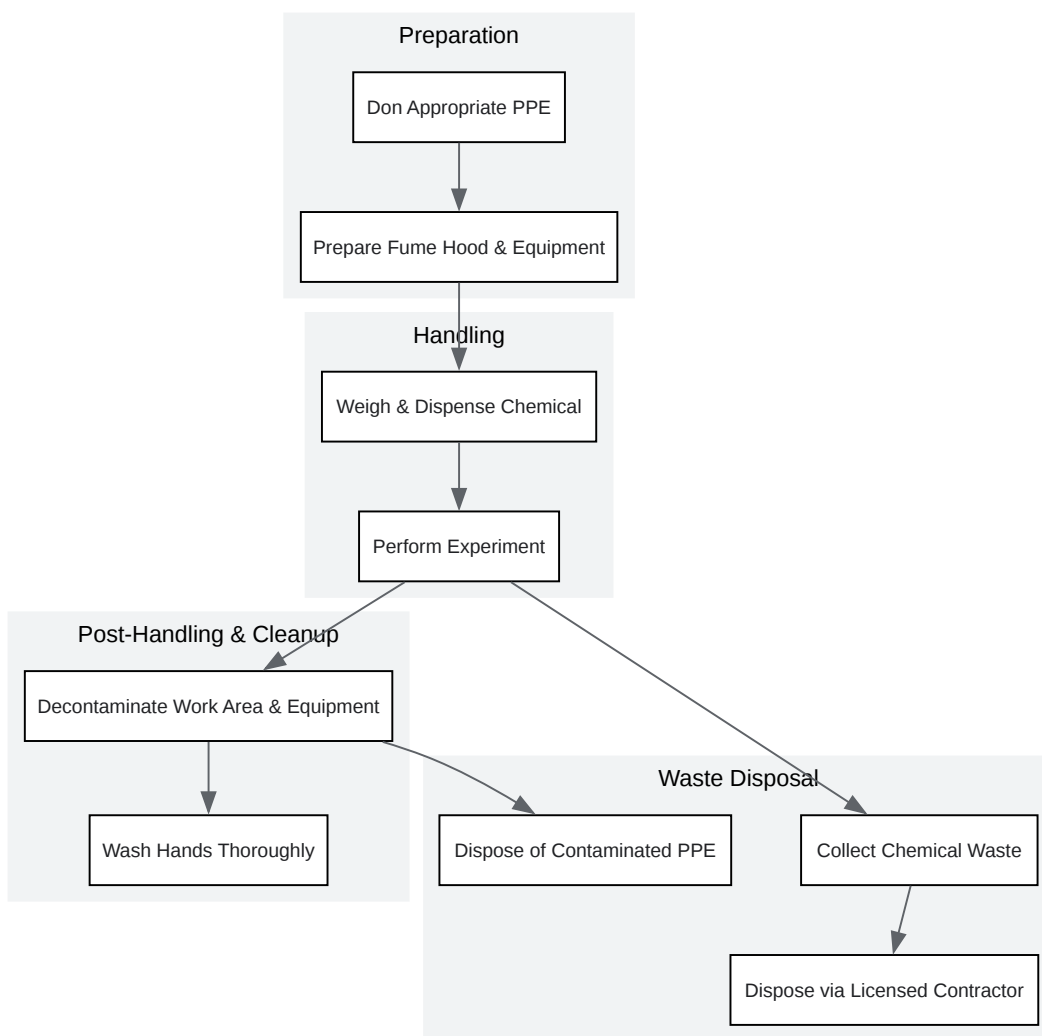 Preparation
Don Appropriate PPE
Prepare Fume Hood & Equipment
Handling
Weigh & Dispense Chemical
Perform Experiment
Post-Handling & Cleanup
Decontaminate Work Area & Equipment
Waste Disposal
Wash Hands Thoroughly
Dispose of Contaminated PPE
Collect Chemical Waste
Dispose via Licensed Contractor